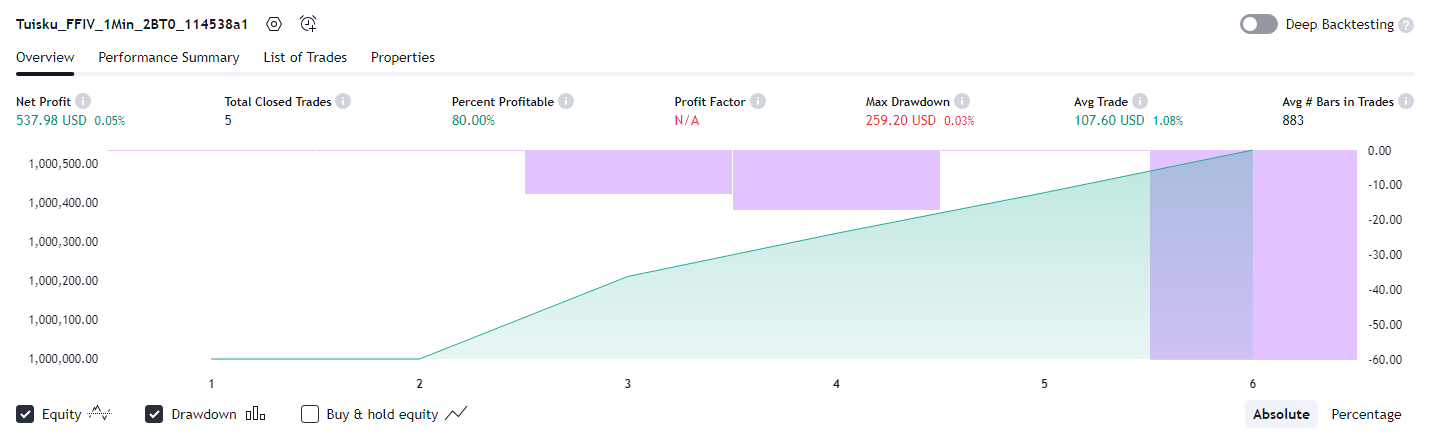 Tuisku_FFIV_1Min_2BT0_114538a1 Deep Backtesting ?
Overview Performance Summary List of Trades Properties
Net Profit Total Closed Trades Percent Profitable Profit Factor Max Drawdown Avg Trade Avg # Bars in Trades
537.98 USD 0.05% 5 80.00% N/A 259.20 USD 0.03% 107.60 USD 1.08% 883
1,000,500.00 0.00
1,000,400.00 -10.00
1,000,300.00 -20.00
1,000,200.00 -30.00
1,000,100.00 -40.00
1,000,000.00 -50.00
-60.00
1 2 3 4 5 6
Equity Drawdown Buy & hold equity Absolute Percentage